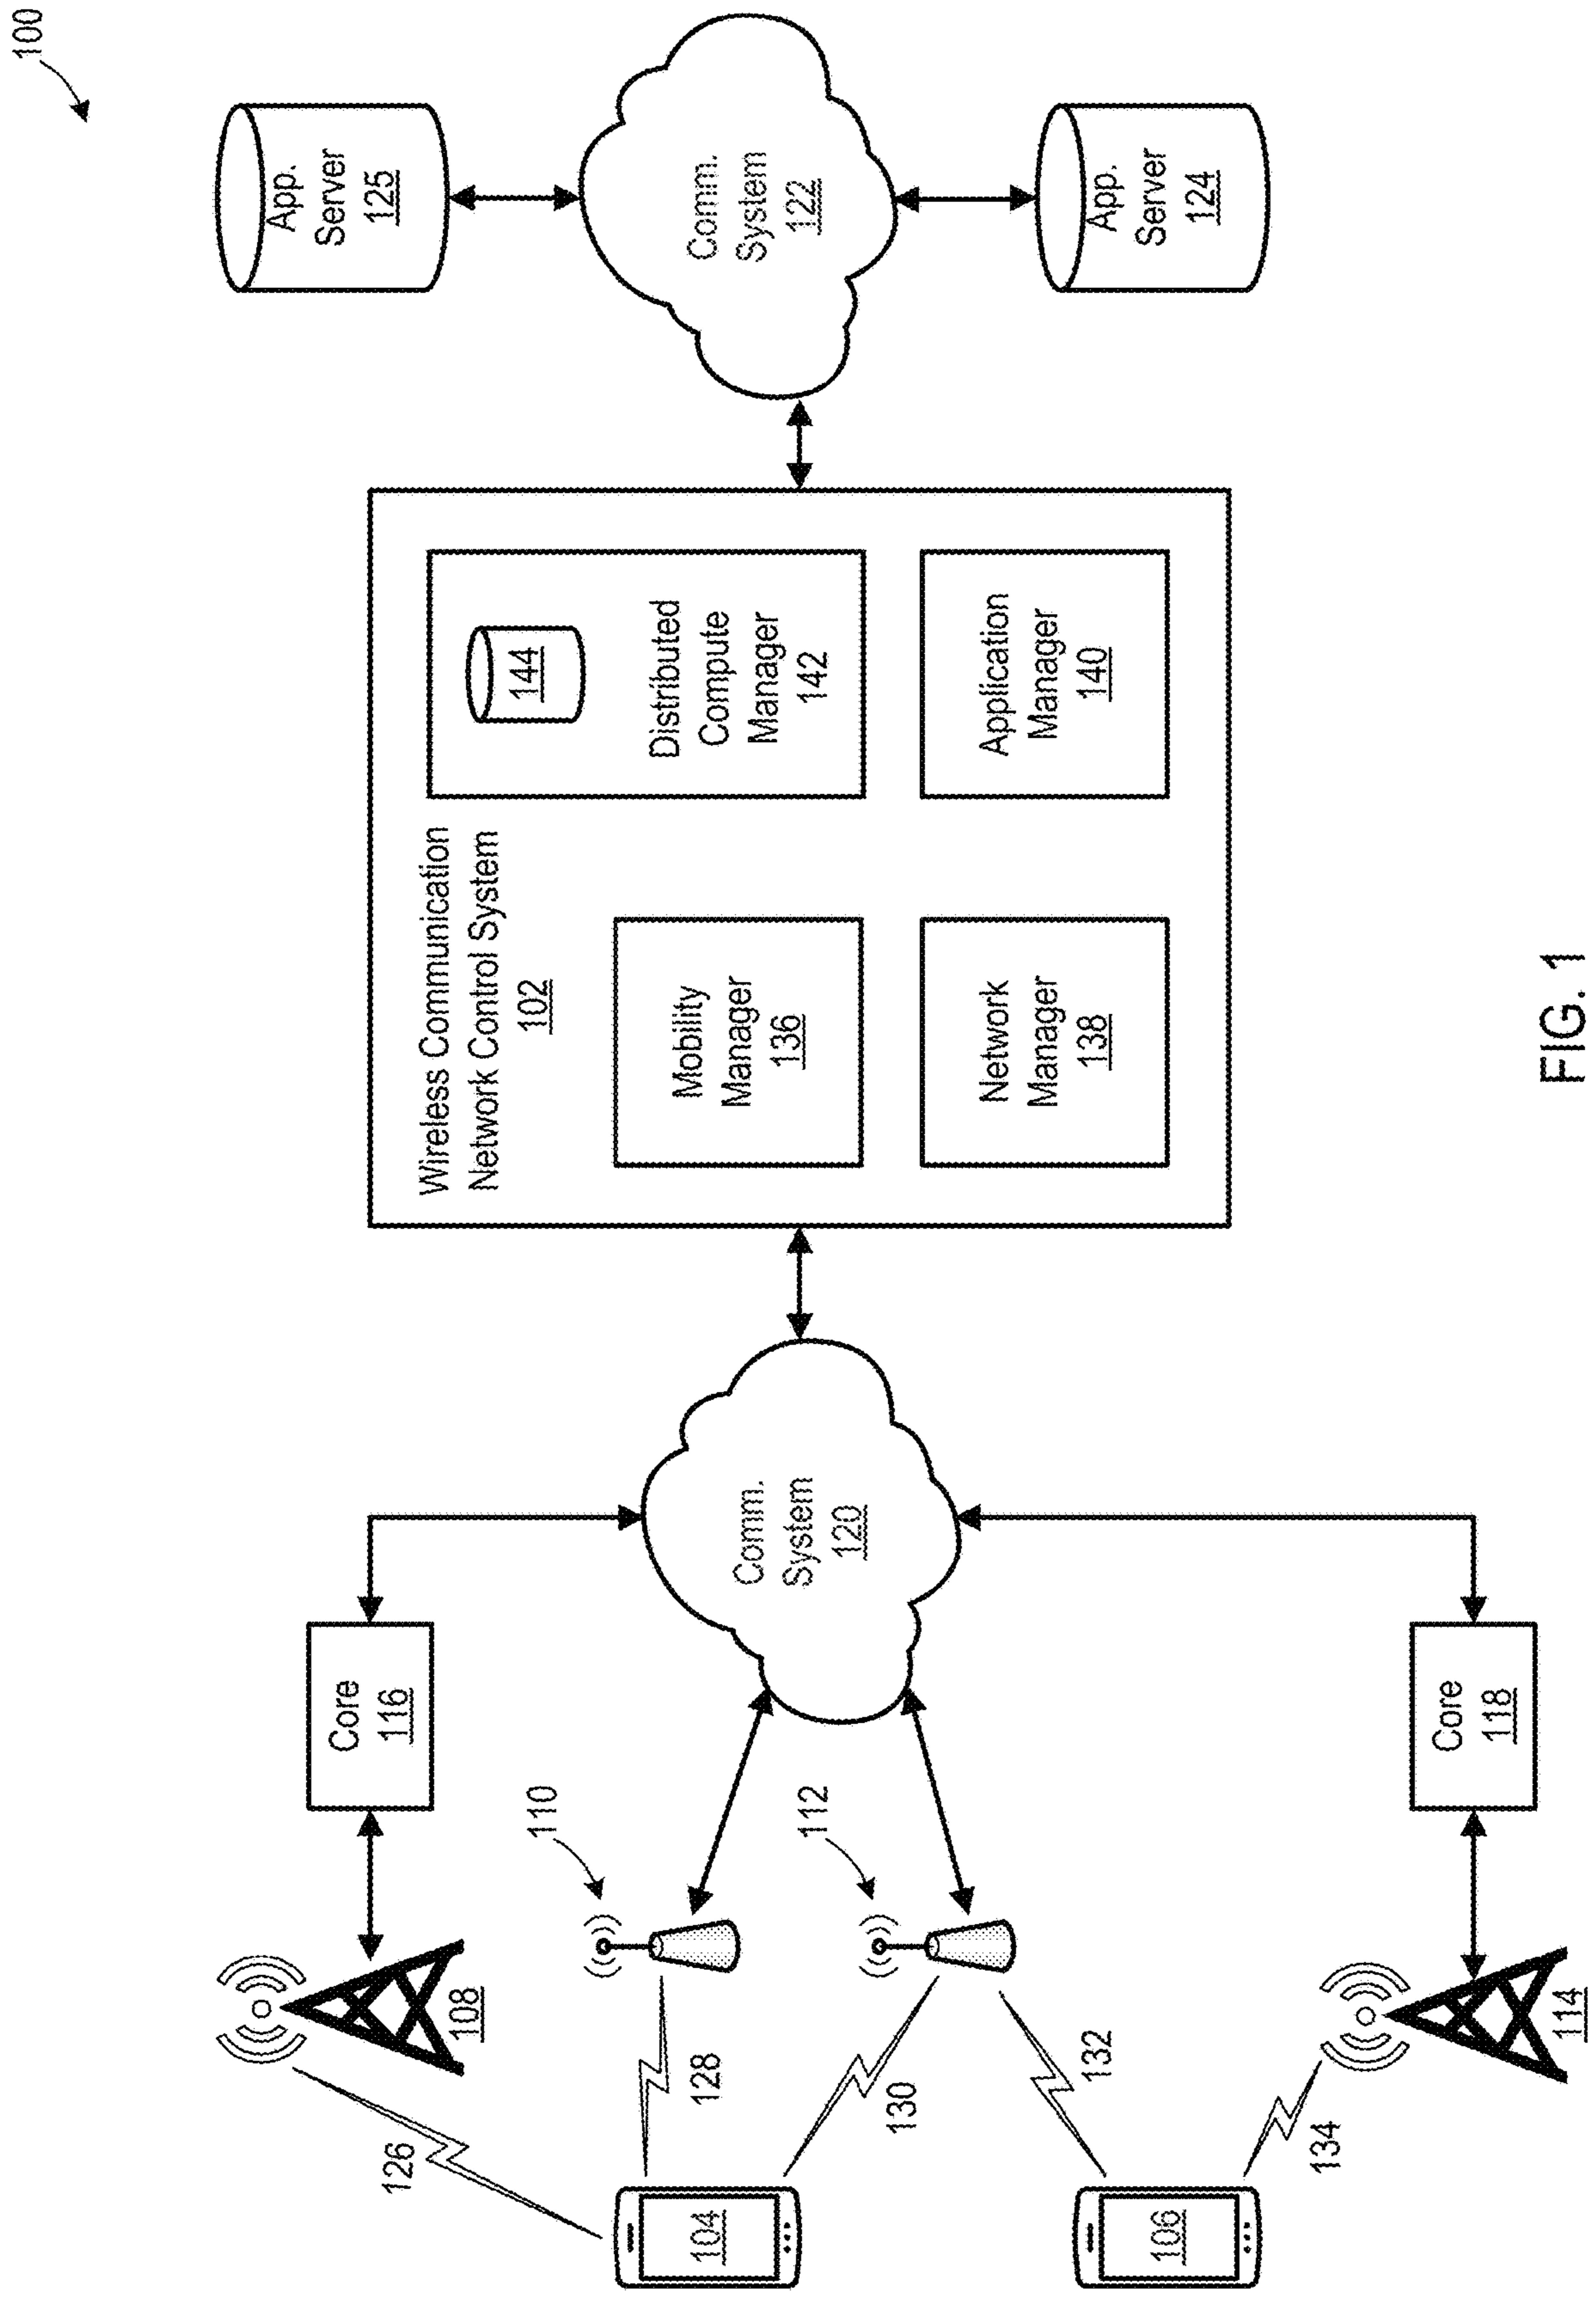 100
App.
Server
125
Comm.
System
122
App.
Server
124
Wireless Communication
Network Control System
102
144
Distributed
Compute
Manager
142
Mobility
Manager
136
Application
Manager
140
Network
Manager
138
Comm.
System
120
Core
116
Core
118
110
112
108
114
126
128
130
132
134
104
106
FIG. 1